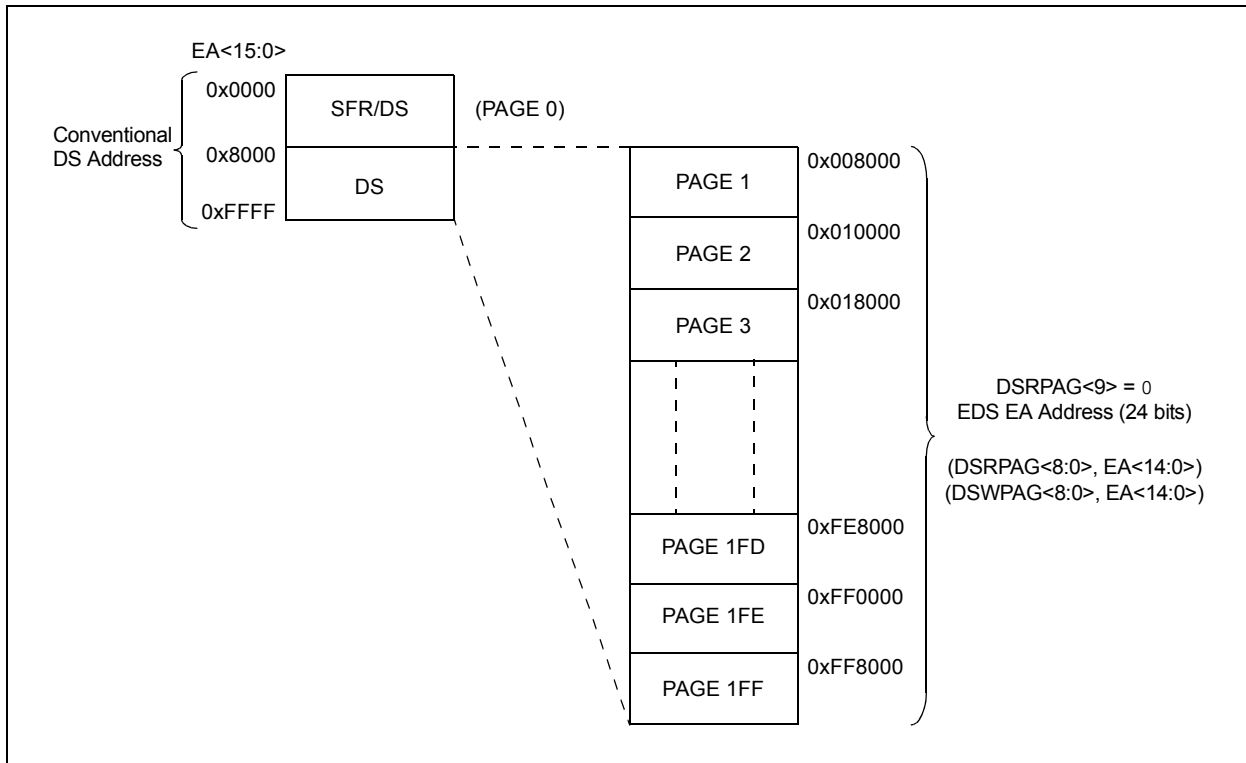 EA<15:0>
0x0000
SFR/DS
(PAGE 0)
Conventional
DS Address
0x8000
DS
0xFFFF
PAGE 1
0x008000
PAGE 2
0x010000
PAGE 3
0x018000
DSRPAG<9> = 0
EDS EA Address (24 bits)
(DSRPAG<8:0>, EA<14:0>)
(DSWPAG<8:0>, EA<14:0>)
PAGE 1FD
0xFE8000
PAGE 1FE
0xFF0000
PAGE 1FF
0xFF8000